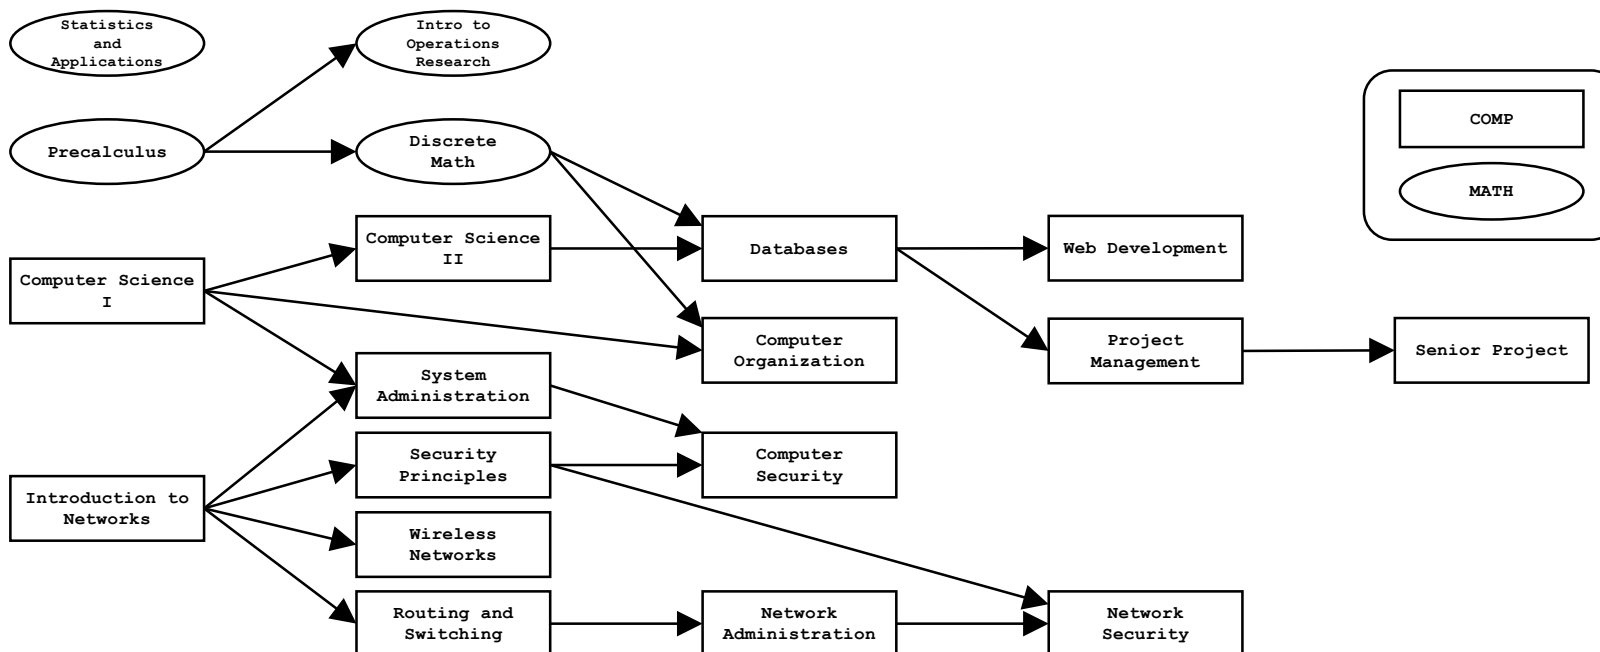 Statistics
and
Applications
Intro to
Operations
Research
COMP
Precalculus
Discrete
Math
MATH
Computer Science
II
Databases
Web Development
Computer Science
I
Computer
Organization
Project
Management
Senior Project
System
Administration
Security
Principles
Computer
Security
Introduction to
Networks
Wireless
Networks
Routing and
Switching
Network
Administration
Network
Security